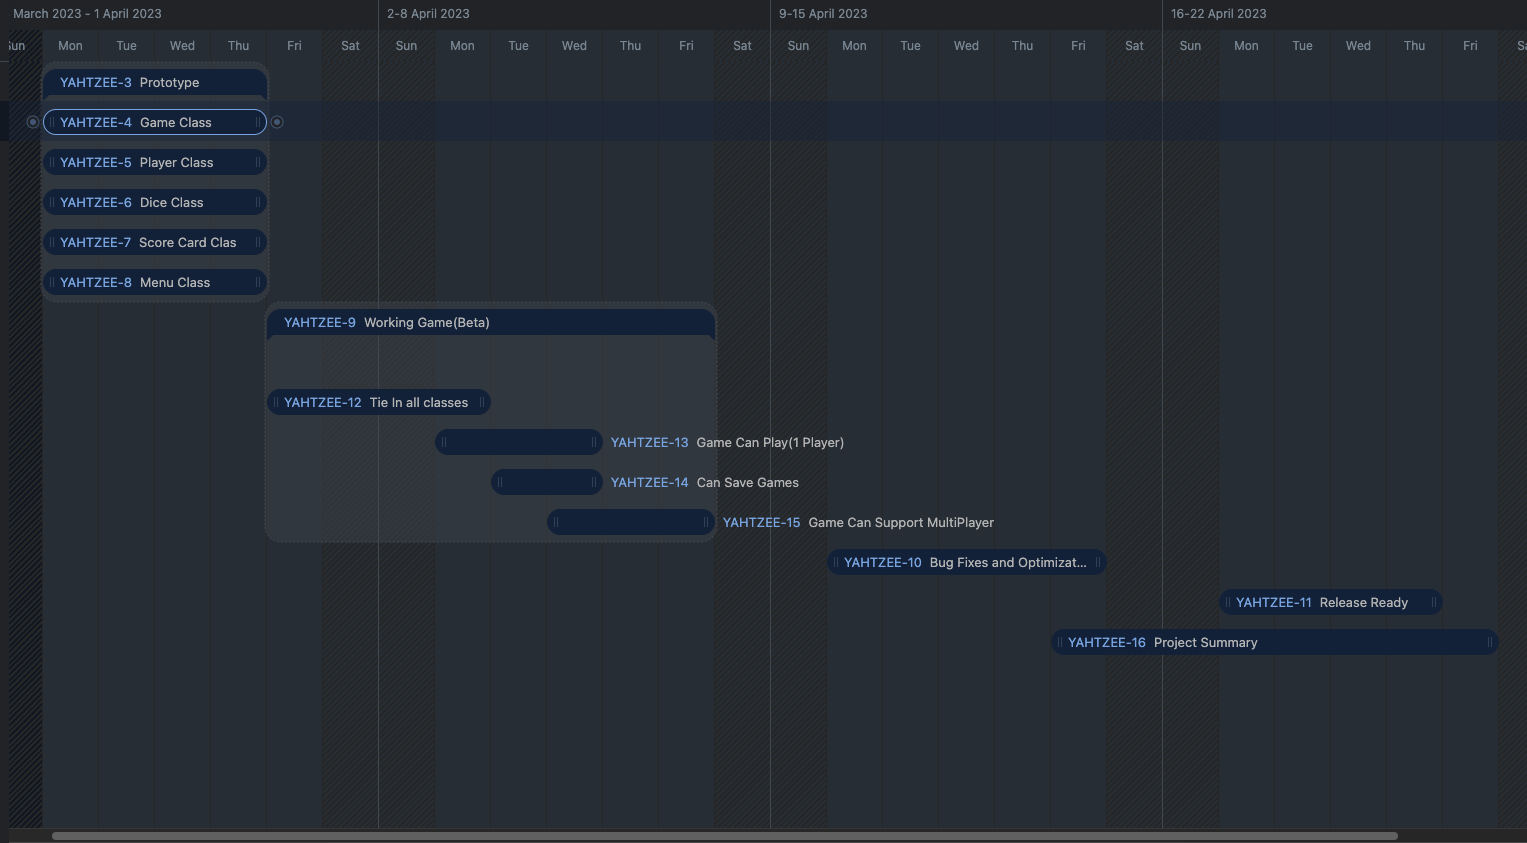 March 2023 - 1 April 2023 2-8 April 2023 9-15 April 2023 16-22 April 2023
Mon Tue Wed Thu Fri Sat Sun Mon Tue Wed Thu Fri Sat Sun Mon Tue Wed Thu Fri Sat Sun Mon Tue Wed Thu Fri
YAHTZEE-3 Prototype
YAHTZEE-4 Game Class
YAHTZEE-5 Player Class
YAHTZEE-6 Dice Class
YAHTZEE-7 Score Card Clas
YAHTZEE-8 Menu Class
YAHTZEE-9 Working Game(Beta)
YAHTZEE-12 Tie In all classes
YAHTZEE-13 Game Can Play(1 Player)
YAHTZEE-14 Can Save Games
YAHTZEE-15 Game Can Support MultiPlayer
YAHTZEE-10 Bug Fixes and Optimizat...
YAHTZEE-11 Release Ready
YAHTZEE-16 Project Summary